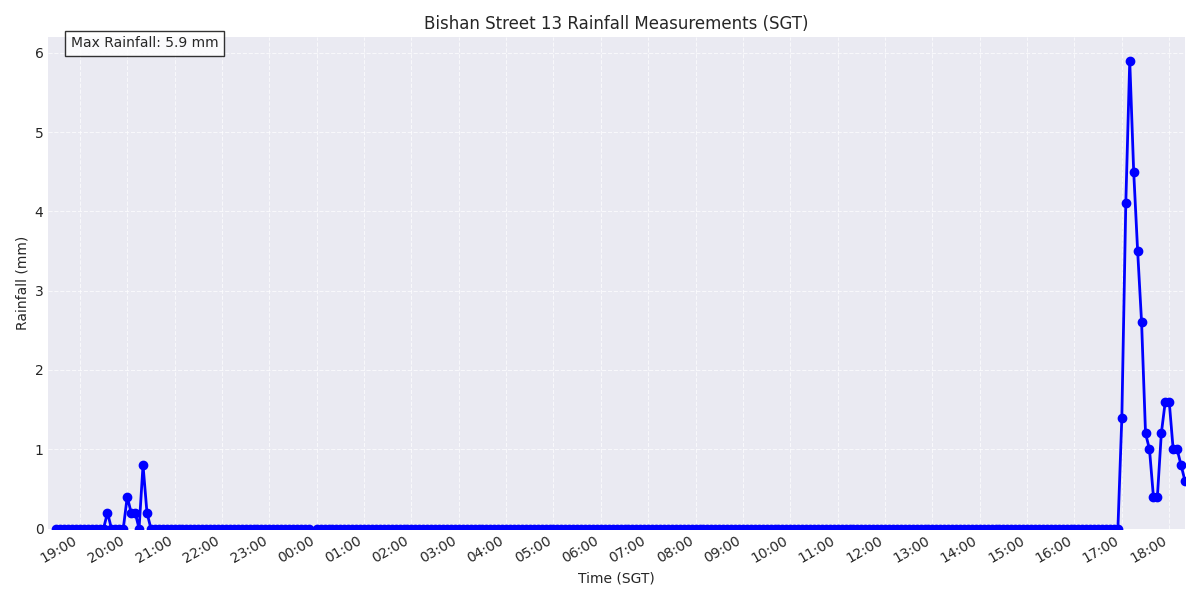 Bishan Street 13 Rainfall Measurements (SGT)
Max Rainfall: 5.9 mm
6
5
4
3
2
1
0
Rainfall (mm)
19:00 20:00 21:00 22:00 23:00 00:00 01:00 02:00 03:00 04:00 05:00 06:00 07:00 08:00 09:00 10:00 11:00 12:00 13:00 14:00 15:00 16:00 17:00 18:00
Time (SGT)